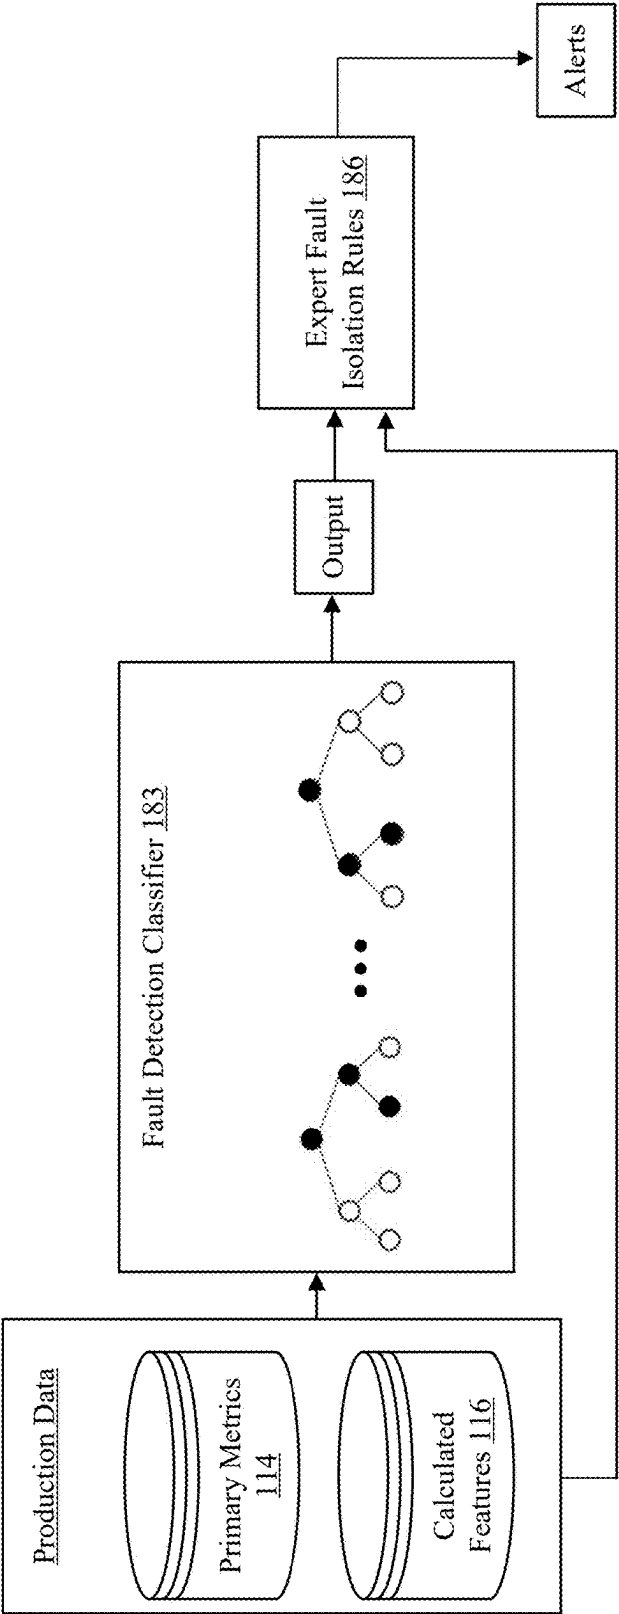 Production Data
Primary Metrics
114
Calculated
Features 116
Fault Detection Classifier 183
Output
Expert Fault
Isolation Rules 186
Alerts